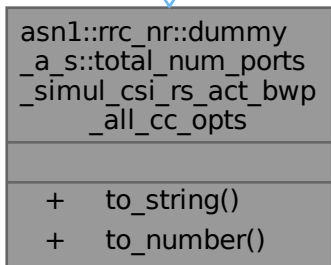 asn1::rrc_nr::dummy
_a_s::total_num_ports
_simul_csi_rs_act_bwp
_all_cc_opts
+ to_string()
+ to_number()